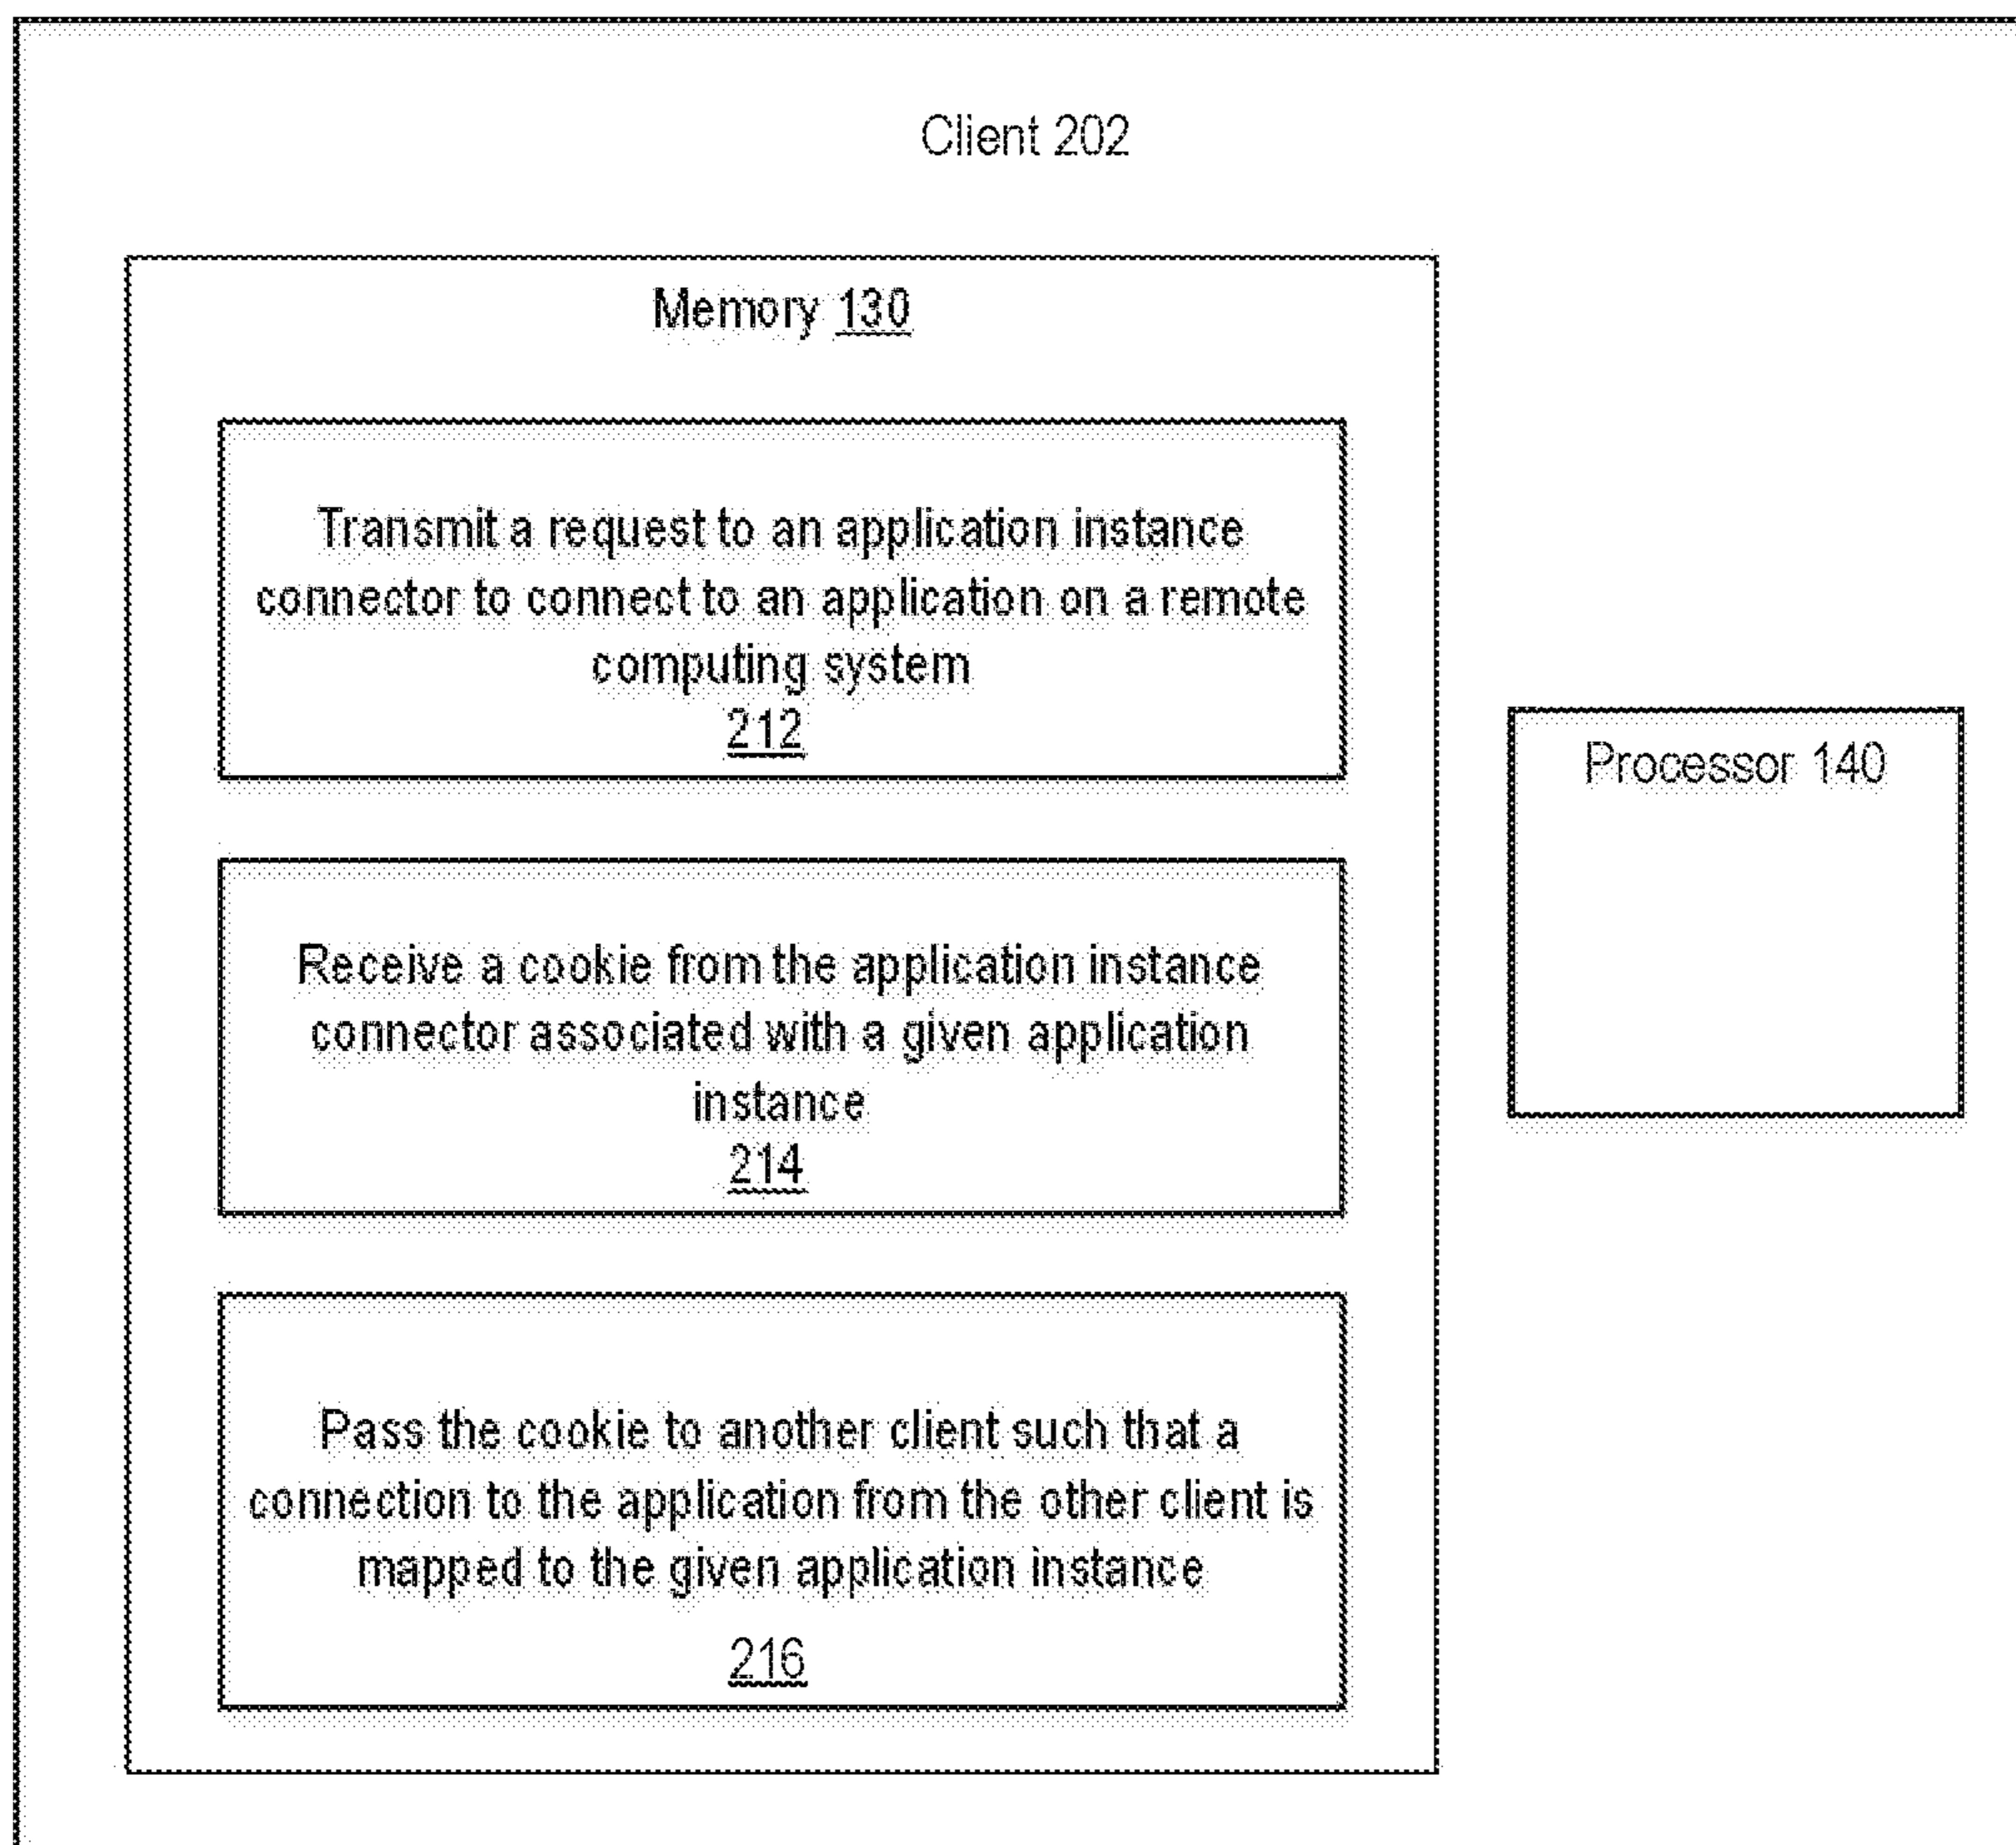 Client 202
Memory 130
Transmit a request to an application instance
connector to connect to an application on a remote
computing system
212
Processor 140
Receive a cookie from the application instance
connector associated with a given application
instance
214
Pass the cookie to another client such that a
connection to the application from the other client is
mapped to the given application instance
216